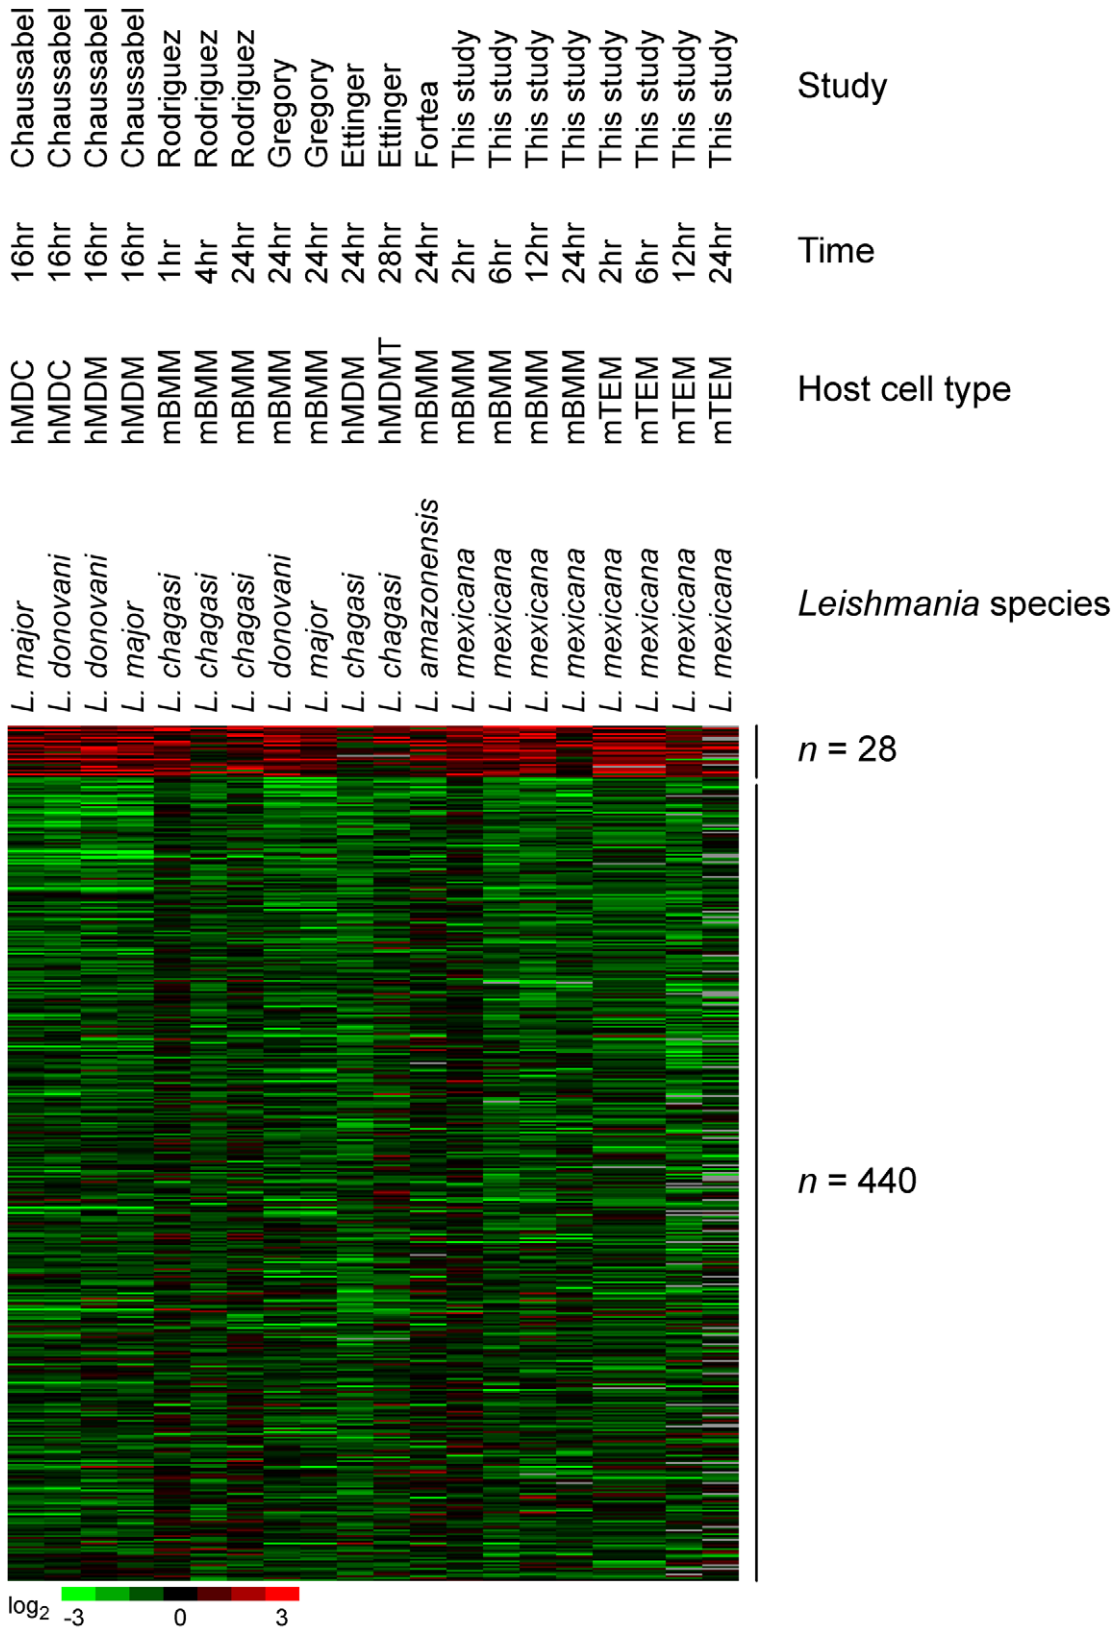 Chaussabel Chaussabel Chaussabel Chaussabel Rodriguez Rodriguez Rodriguez Gregory Gregory Ettinger Ettinger Fortea This study This study This study This study This study This study This study This study Study
16hr 16hr 16hr 16hr 1hr 4hr 24hr 24hr 24hr 24hr 28hr 24hr 2hr 6hr 12hr 24hr 2hr 6hr 12hr 24hr Time
hMDC hMDC hMDM hMDM mBMM mBMM mBMM mBMM mBMM hMDM hMDMT mBMM mBMM mBMM mBMM mBMM mTEM mTEM mTEM mTEM Host cell type
L. major L. donovani L. donovani L. major L. chagasi L. chagasi L. chagasi L. donovani L. major L. chagasi L. chagasi L. amazonensis L. mexicana L. mexicana L. mexicana L. mexicana L. mexicana L. mexicana L. mexicana L. mexicana Leishmania species
n = 28
n = 440
log2 -3 0 3